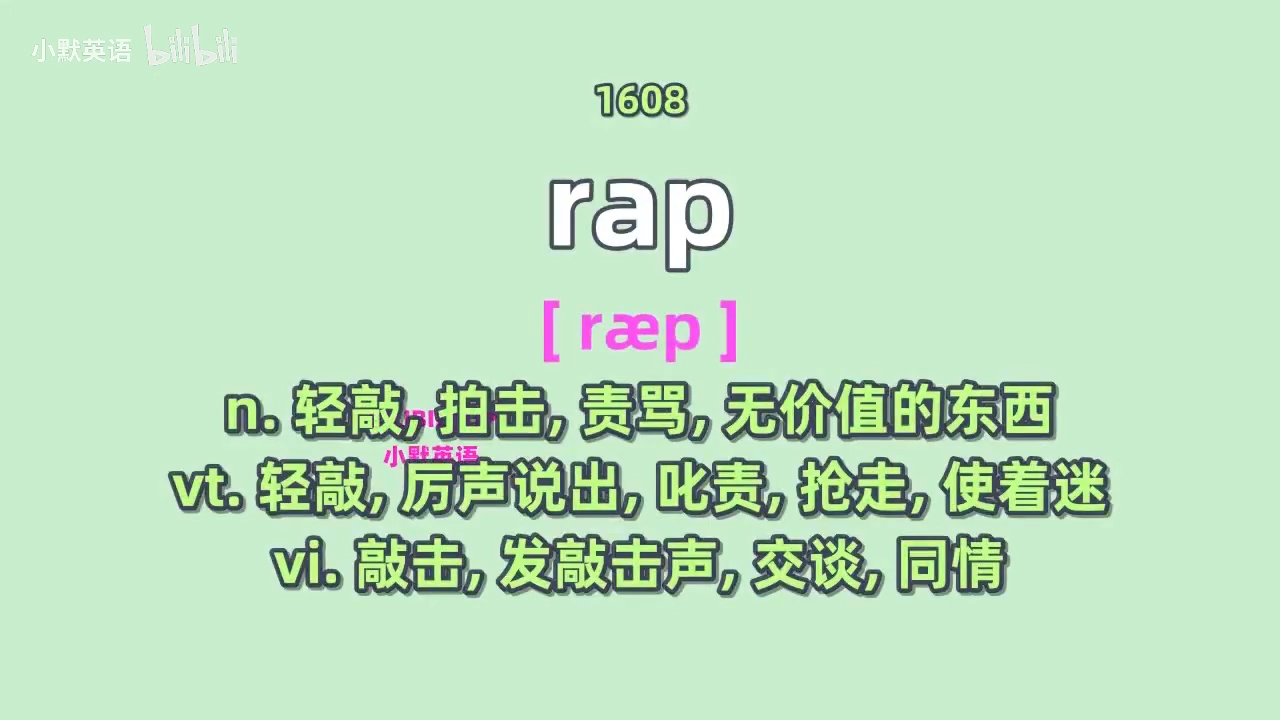 小默英语 bilibili
1608
rap
[ ræp ]
n. 轻敲, 拍击, 责骂, 无价值的东西
小默英语
vt. 轻敲, 厉声说出, 叱责, 抢走, 使着迷
vi. 敲击, 发敲击声, 交谈, 同情